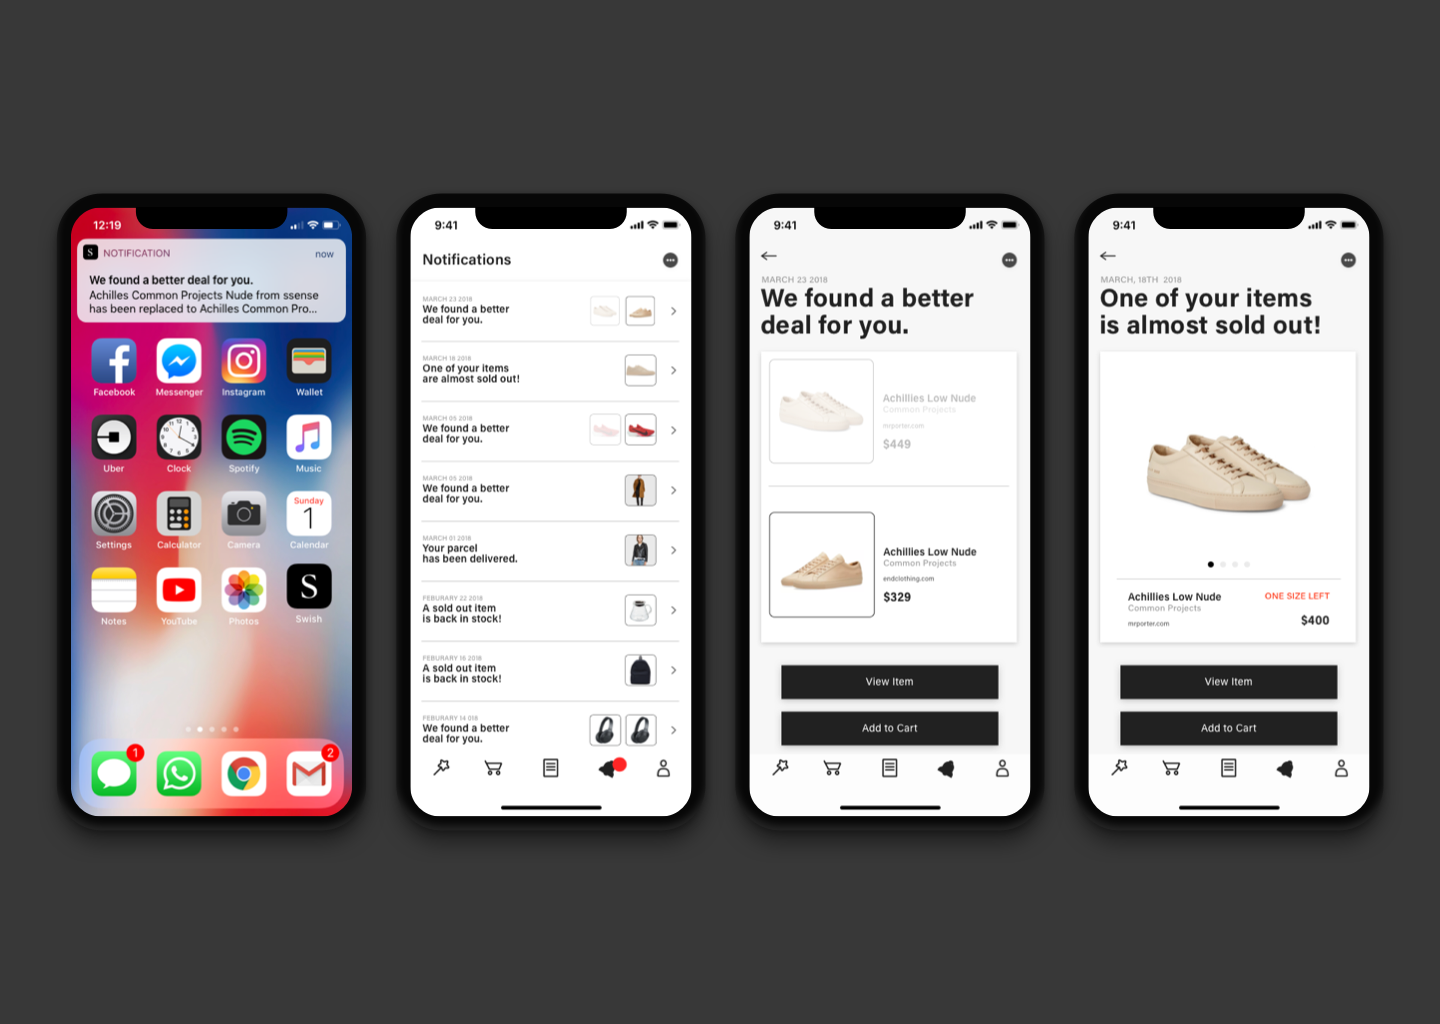 12:19
S NOTIFICATION now
We found a better deal for you.
Achilles Common Projects Nude from ssense
has been replaced to Achilles Common Pro...
Facebook Messenger Instagram Wallet
Uber Clock Spotify Music
Sunday
1
Settings Calculator Camera Calendar
S
Notes YouTube Photos Swish
1
2
9:41
Notifications
MARCH 23 2018
We found a better
deal for you.
MARCH 18 2018
One of your items
are almost sold out!
MARCH 05 2018
We found a better
deal for you.
MARCH 05 2018
We found a better
deal for you.
MARCH 01 2018
Your parcel
has been delivered.
FEBURARY 22 2018
A sold out item
is back in stock!
FEBURARY 16 2018
A sold out item
is back in stock!
FEBURARY 14 018
We found a better
deal for you.
9:41
MARCH 23 2018
We found a better
deal for you.
Achillies Low Nude
Common Projects
mrporter.com
$449
Achillies Low Nude
Common Projects
endclothing.com
$329
View Item
Add to Cart
9:41
MARCH, 18TH 2018
One of your items
is almost sold out!
Achillies Low Nude ONE SIZE LEFT
Common Projects
mrporter.com $400
View Item
Add to Cart